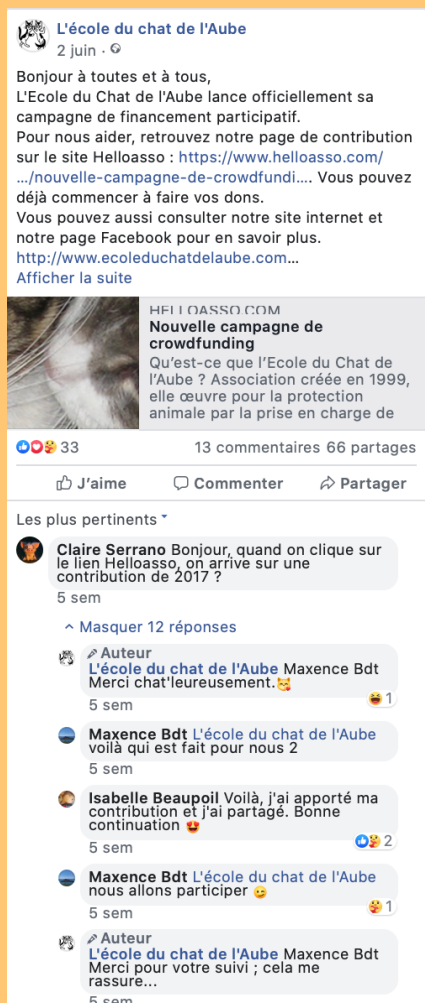 L'école du chat de l'Aube
2 juin ·
Bonjour à toutes et à tous,
L'Ecole du Chat de l'Aube lance officiellement sa
campagne de financement participatif.
Pour nous aider, retrouvez notre page de contribution
sur le site Helloasso : https://www.helloasso.com/
…/nouvelle-campagne-de-crowdfundi.... Vous pouvez
déjà commencer à faire vos dons.
Vous pouvez aussi consulter notre site internet et
notre page Facebook pour en savoir plus.
http://www.ecoleduchatdelaube.com...
Afficher la suite
HELLOASSO.COM
Nouvelle campagne de
crowdfunding
Qu'est-ce que l'Ecole du Chat de
l'Aube ? Association créée en 1999,
elle œuvre pour la protection
animale par la prise en charge de
33
13 commentaires 66 partages
J'aime
Commenter
Partager
Les plus pertinents
Claire Serrano Bonjour, quand on clique sur
le lien Helloasso, on arrive sur une
contribution de 2017 ?
5 sem
Masquer 12 réponses
Auteur
L'école du chat de l'Aube Maxence Bdt
Merci chat'leureusement.
1
5 sem
Maxence Bdt L'école du chat de l'Aube
voilà qui est fait pour nous 2
5 sem
Isabelle Beaupoil Voilà, j'ai apporté ma
contribution et j'ai partagé. Bonne
continuation
2
5 sem
Maxence Bdt L'école du chat de l'Aube
nous allons participer
1
5 sem
Auteur
L'école du chat de l'Aube Maxence Bdt
Merci pour votre suivi ; cela me
rassure...
5 sem